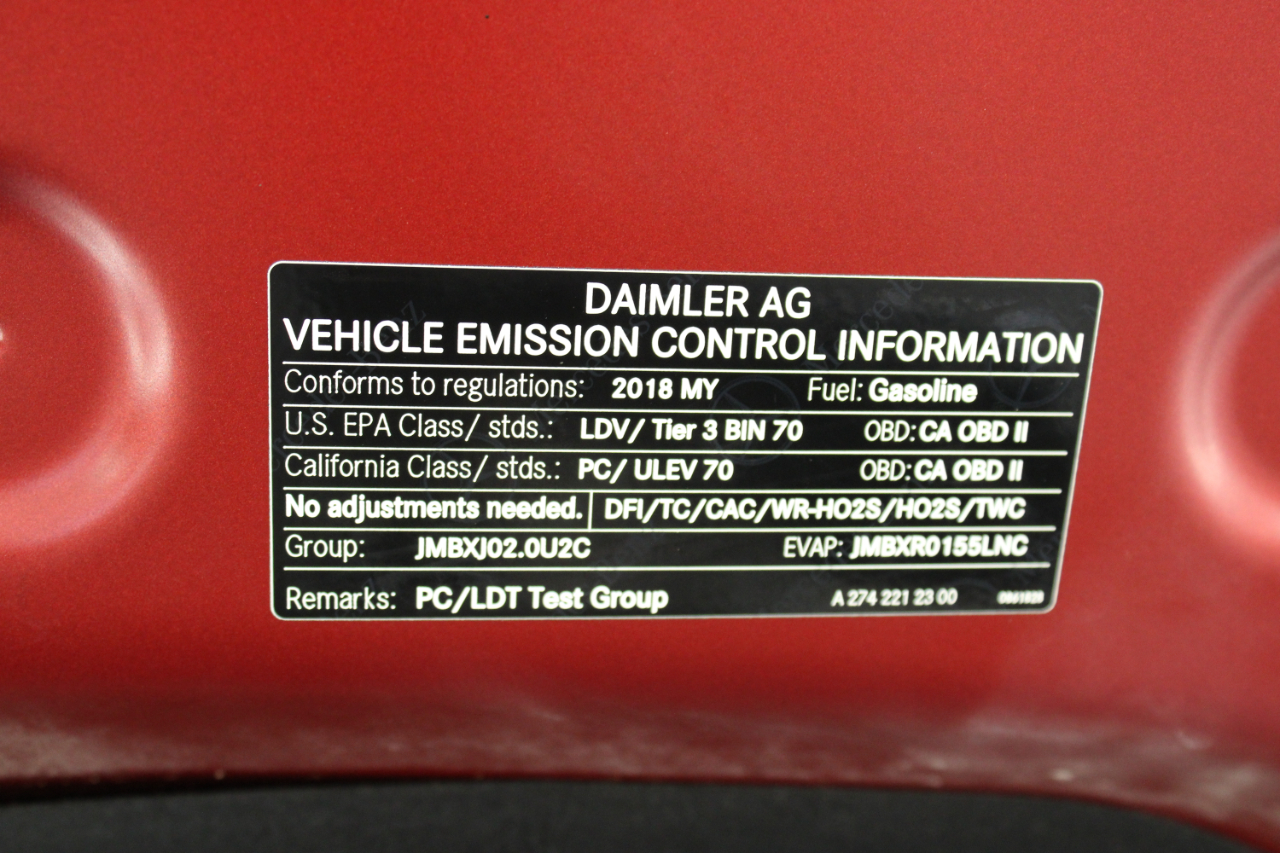 DAIMLER AG
VEHICLE EMISSION CONTROL INFORMATION
Conforms to regulations: 2018 MY Fuel: Gasoline
U.S. EPA Class/ stds.: LDV/ Tier 3 BIN 70 OBD: CA OBD II
California Class/ stds.: PC/ ULEV 70 OBD: CA OBD II
No adjustments needed. DFI/TC/CAC/WR-HO2S/HO2S/TWC
Group: JMBXJ02.0U2C EVAP: JMBXR0155LNC
Remarks: PC/LDT Test Group A 274 221 23 00